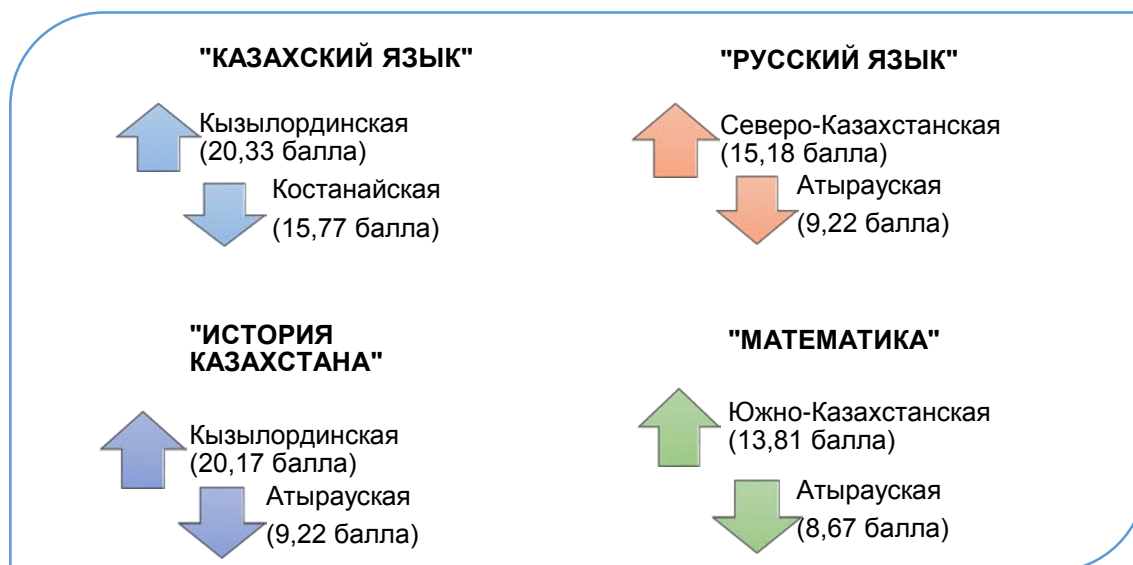 "КАЗАХСКИЙ ЯЗЫК"
Кызылординская
(20,33 балла)
Костанайская
(15,77 балла)
"РУССКИЙ ЯЗЫК"
Северо-Казахстанская
(15,18 балла)
Атырауская
(9,22 балла)
"ИСТОРИЯ
КАЗАХСТАНА"
Кызылординская
(20,17 балла)
Атырауская
(9,22 балла)
"МАТЕМАТИКА"
Южно-Казахстанская
(13,81 балла)
Атырауская
(8,67 балла)